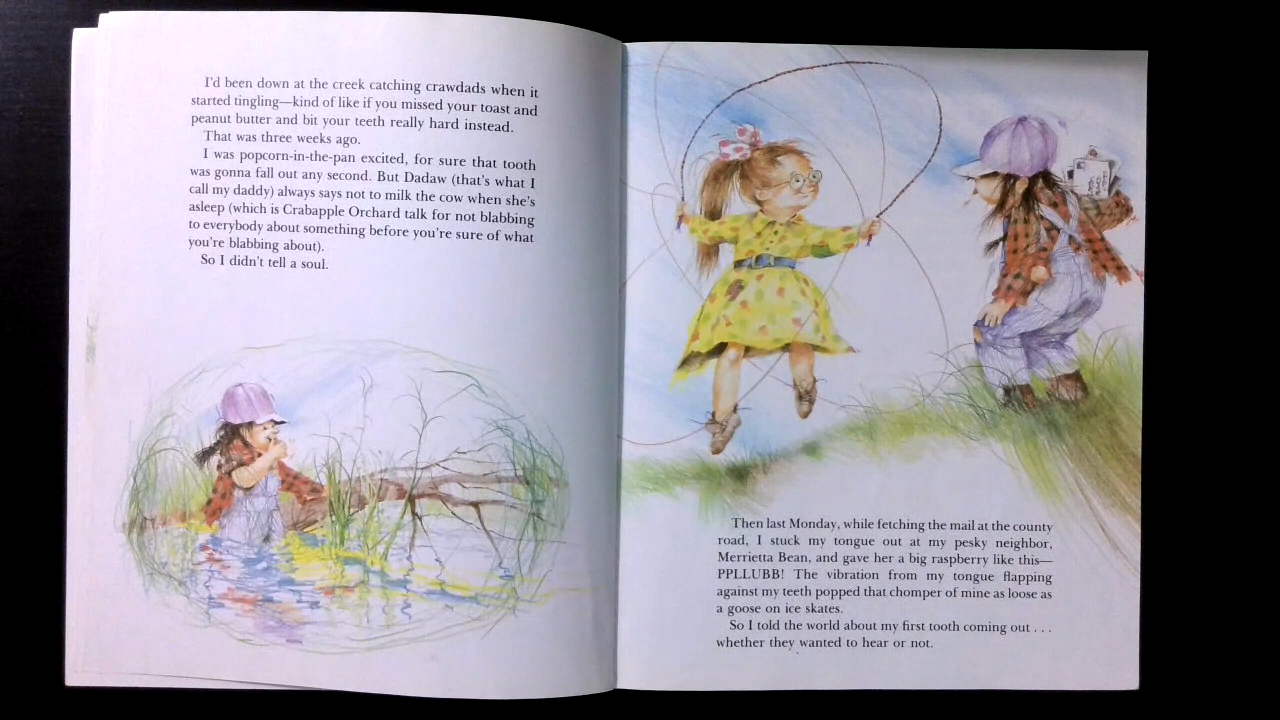 I'd been down at the creek catching crawdads when it
started tingling—kind of like if you missed your toast and
peanut butter and bit your teeth really hard instead.
That was three weeks ago.
I was popcorn-in-the-pan excited, for sure that tooth
was gonna fall out any second. But Dadaw (that's what I
call my daddy) always says not to milk the cow when she's
asleep (which is Crabapple Orchard talk for not blabbing
to everybody about something before you're sure of what
you're blabbing about).
So I didn't tell a soul.
Then last Monday, while fetching the mail at the county
road, I stuck my tongue out at my pesky neighbor,
Merrietta Bean, and gave her a big raspberry like this—
PPLLUBB! The vibration from my tongue flapping
against my teeth popped that chomper of mine as loose as
a goose on ice skates.
So I told the world about my first tooth coming out . . .
whether they wanted to hear or not.